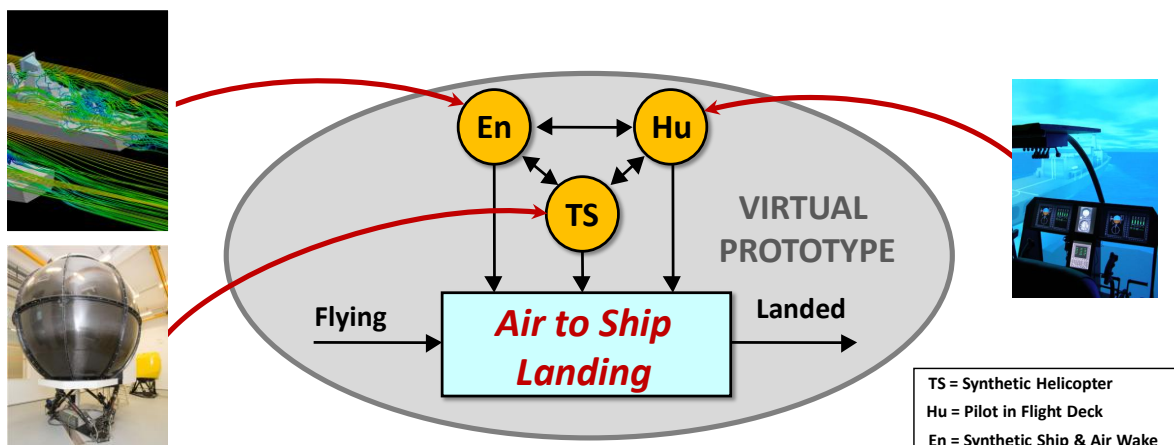 En
Hu
TS
VIRTUAL
PROTOTYPE
Flying
Air to Ship
Landing
Landed
TS = Synthetic Helicopter
Hu = Pilot in Flight Deck
En = Synthetic Ship & Air Wake